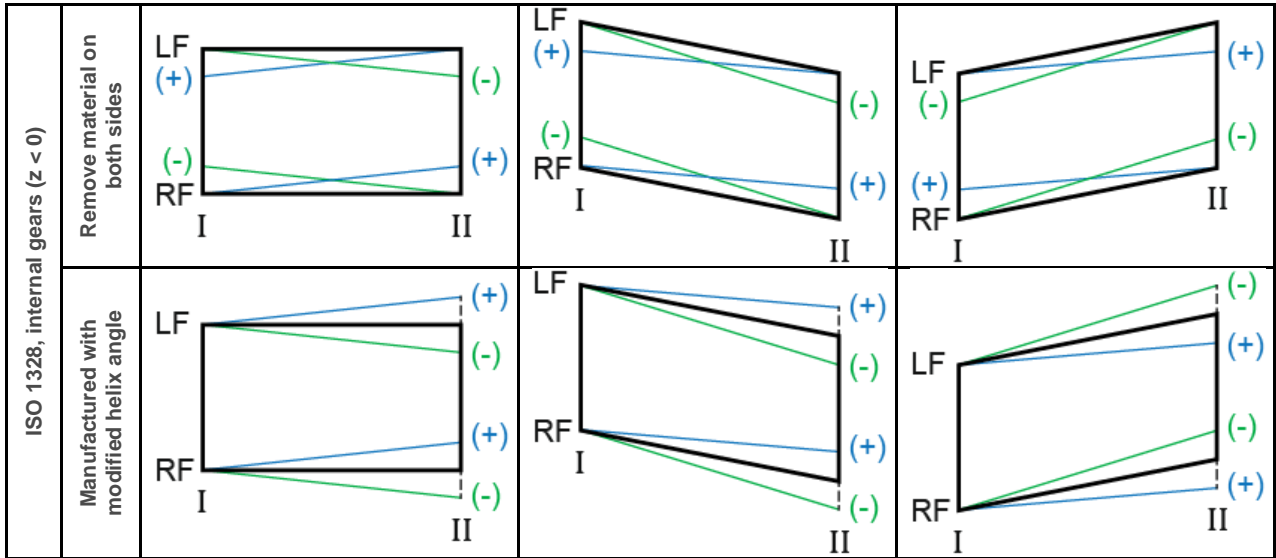 ISO 1328, internal gears (z < 0)
Remove material on
both sides
LF
(+)
(-)
(-)
(+)
RF
I
II
LF
(+)
(-)
(-)
RF
(+)
I
II
(+)
LF
(-)
(-)
(+)
RF
II
I
Manufactured with
modified helix angle
(+)
LF
(-)
(+)
RF
(-)
I
II
LF
(+)
(-)
RF
(+)
I
(-)
II
(-)
(+)
LF
(-)
(+)
RF
II
I